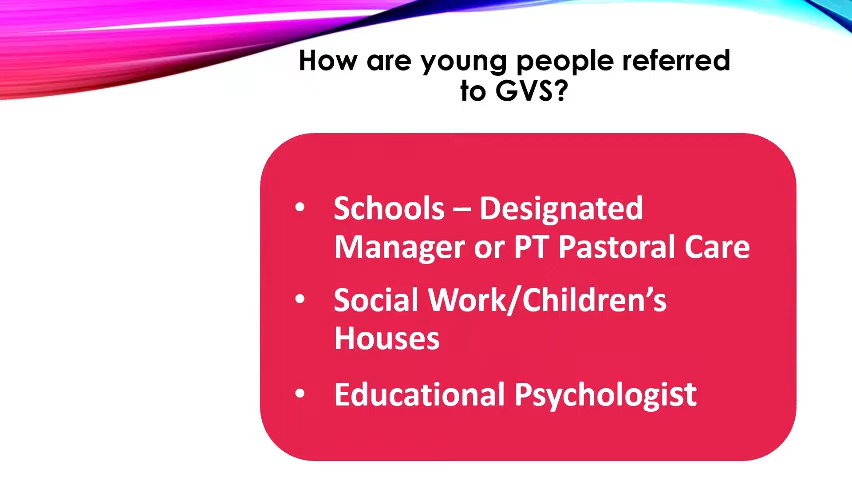 How are young people referred
to GVS?
• Schools – Designated
Manager or PT Pastoral Care
• Social Work/Children's
Houses
• Educational Psychologist